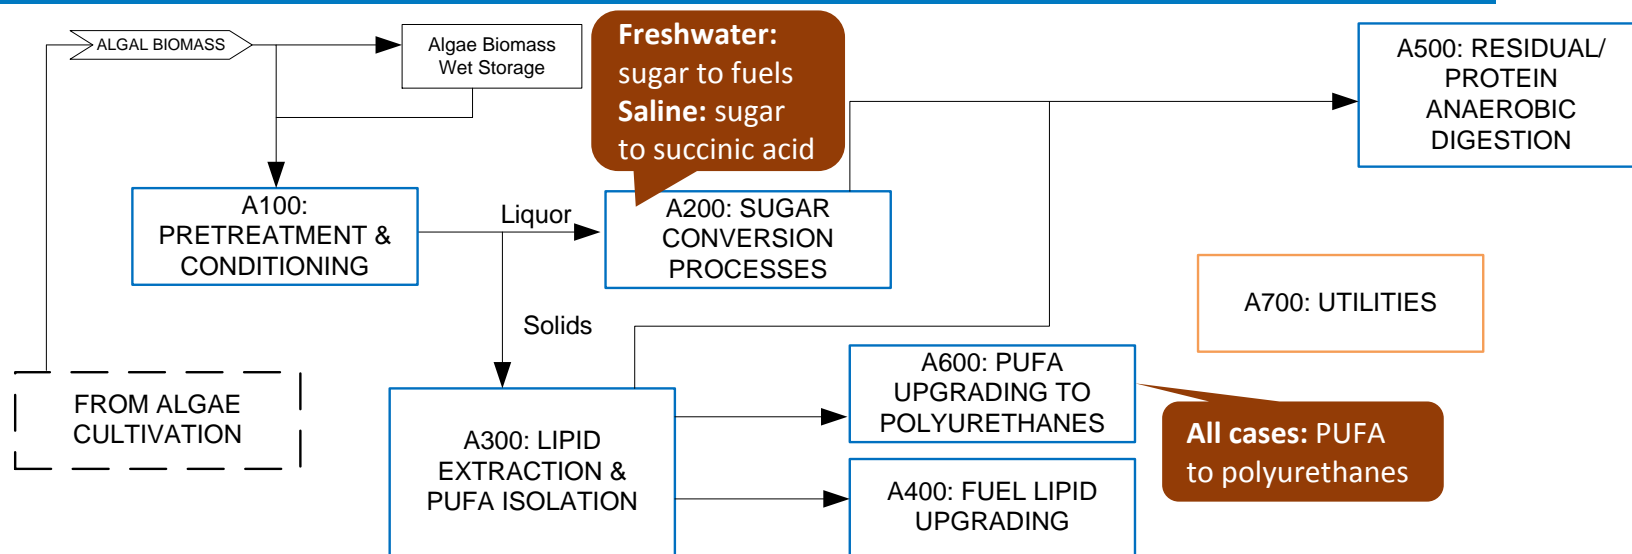 ALGAL BIOMASS
Algae Biomass
Wet Storage
Freshwater:
sugar to fuels
Saline: sugar
to succinic acid
A500: RESIDUAL/
PROTEIN
ANAEROBIC
DIGESTION
A100:
PRETREATMENT &
CONDITIONING
Liquor
A200: SUGAR
CONVERSION
PROCESSES
A700: UTILITIES
Solids
FROM ALGAE
CULTIVATION
A300: LIPID
EXTRACTION &
PUFA ISOLATION
A600: PUFA
UPGRADING TO
POLYURETHANES
All cases: PUFA
to polyurethanes
A400: FUEL LIPID
UPGRADING